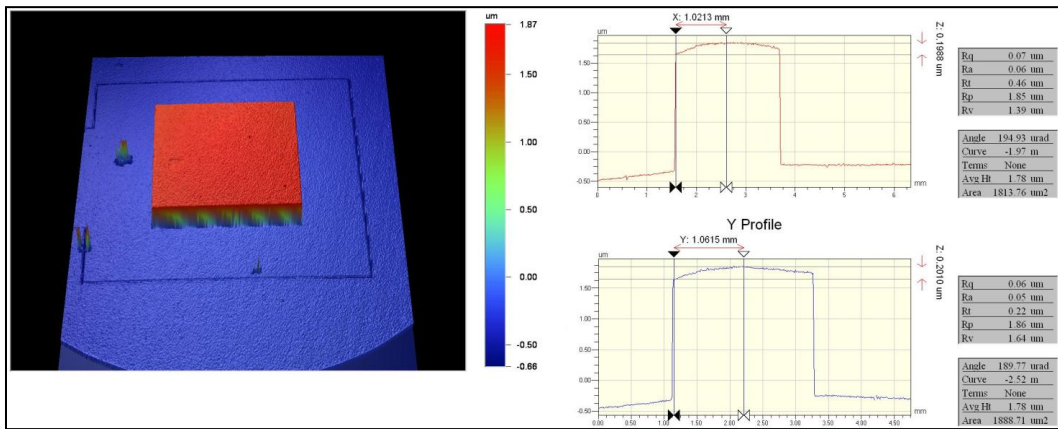 um
1.87
1.50
1.00
0.50
0.00
-0.50
-0.66
X: 1.0213 mm
um
1.50
1.00
0.50
0.00
-0.50
0
1
2
3
4
5
6
mm
Z: 0.1988 um
Rq 0.07 um
Ra 0.06 um
Rt 0.46 um
Rp 1.85 um
Rv 1.39 um
Angle 194.93 urad
Curve -1.97 m
Terms None
Avg Ht 1.78 um
Area 1813.76 um2
Y Profile
Y: 1.0615 mm
um
1.50
1.00
0.50
0.00
-0.50
0.00
0.50
1.00
1.50
2.00
2.50
3.00
3.50
4.00
4.50
mm
Z: 0.2010 um
Rq 0.06 um
Ra 0.05 um
Rt 0.22 um
Rp 1.86 um
Rv 1.64 um
Angle 189.77 urad
Curve -2.52 m
Terms None
Avg Ht 1.78 um
Area 1888.71 um2